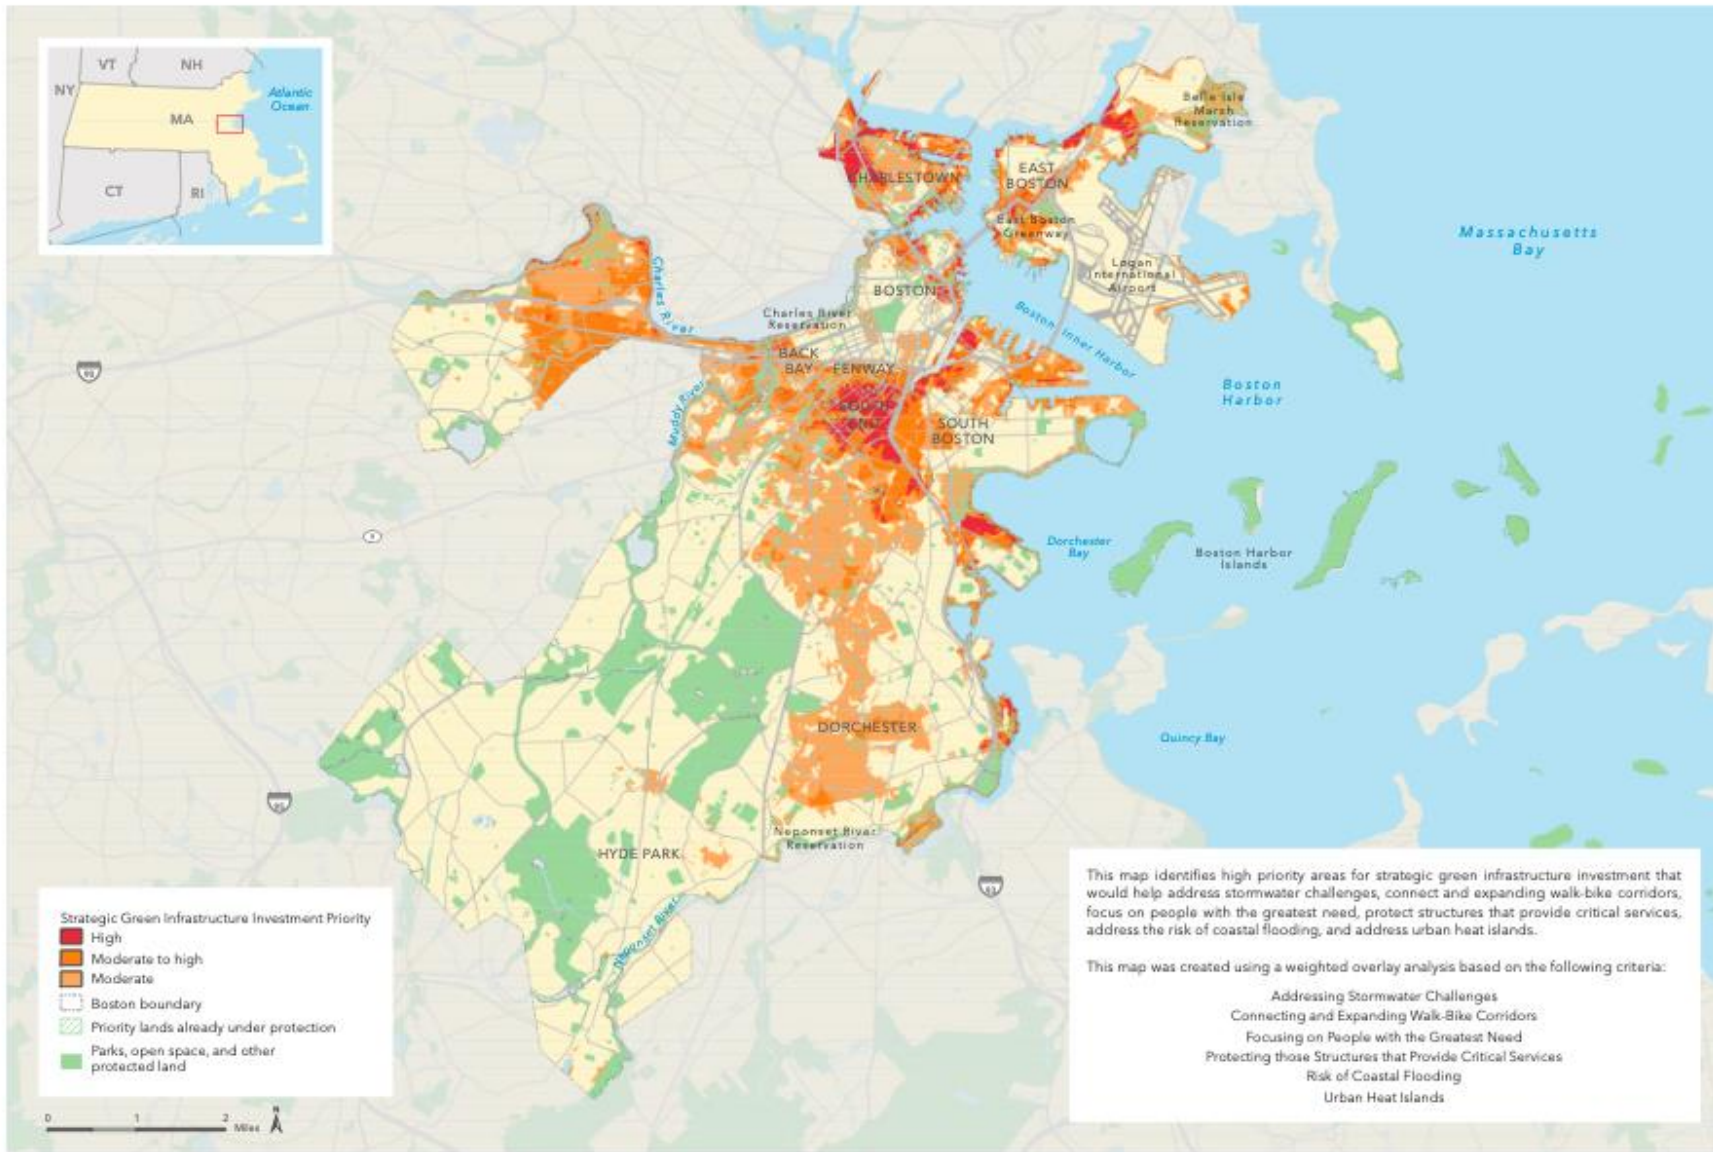 VT
NH
NY
Atlantic
Ocean
MA
CT
RI
Belle Isle
Marsh
Reservation
CHARLESTOWN
EAST
BOSTON
East Boston
Greenway
Massachusetts
Bay
Logan
International
Airport
Charles River
BOSTON
Charles River
Reservation
Boston Inner Harbor
BACK
BAY
FENWAY
90
Boston
Harbor
Muddy River
SOUTH
END
SOUTH
BOSTON
9
Dorchester
Bay
Boston Harbor
Islands
DORCHESTER
Quincy Bay
95
Neponset River
Reservation
HYDE PARK
93
Neponset River
Strategic Green Infrastructure Investment Priority
High
Moderate to high
Moderate
Boston boundary
Priority lands already under protection
Parks, open space, and other
protected land
0 1 2
Miles
N
This map identifies high priority areas for strategic green infrastructure investment that
would help address stormwater challenges, connect and expanding walk-bike corridors,
focus on people with the greatest need, protect structures that provide critical services,
address the risk of coastal flooding, and address urban heat islands.
This map was created using a weighted overlay analysis based on the following criteria:
Addressing Stormwater Challenges
Connecting and Expanding Walk-Bike Corridors
Focusing on People with the Greatest Need
Protecting those Structures that Provide Critical Services
Risk of Coastal Flooding
Urban Heat Islands